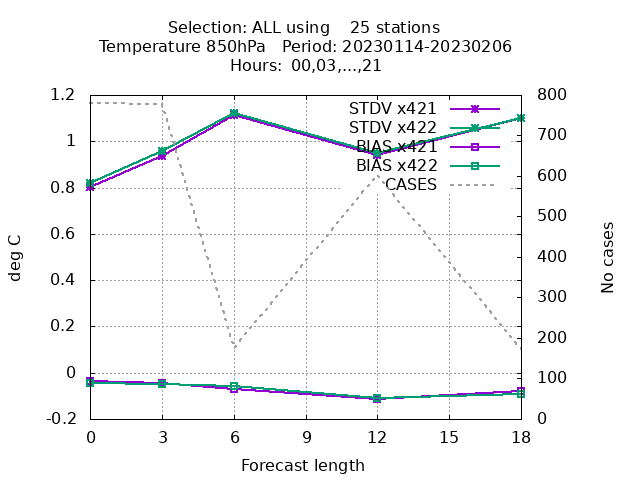 Selection: ALL using    25 stations
Temperature 850hPa   Period: 20230114-20230206
Hours:  00,03,...,21
1.2
1
0.8
0.6
0.4
0.2
0
-0.2
800
700
600
500
400
300
200
100
0
STDV x421
STDV x422
BIAS x421
BIAS x422
CASES
deg C
No cases
0 3 6 9 12 15 18
Forecast length